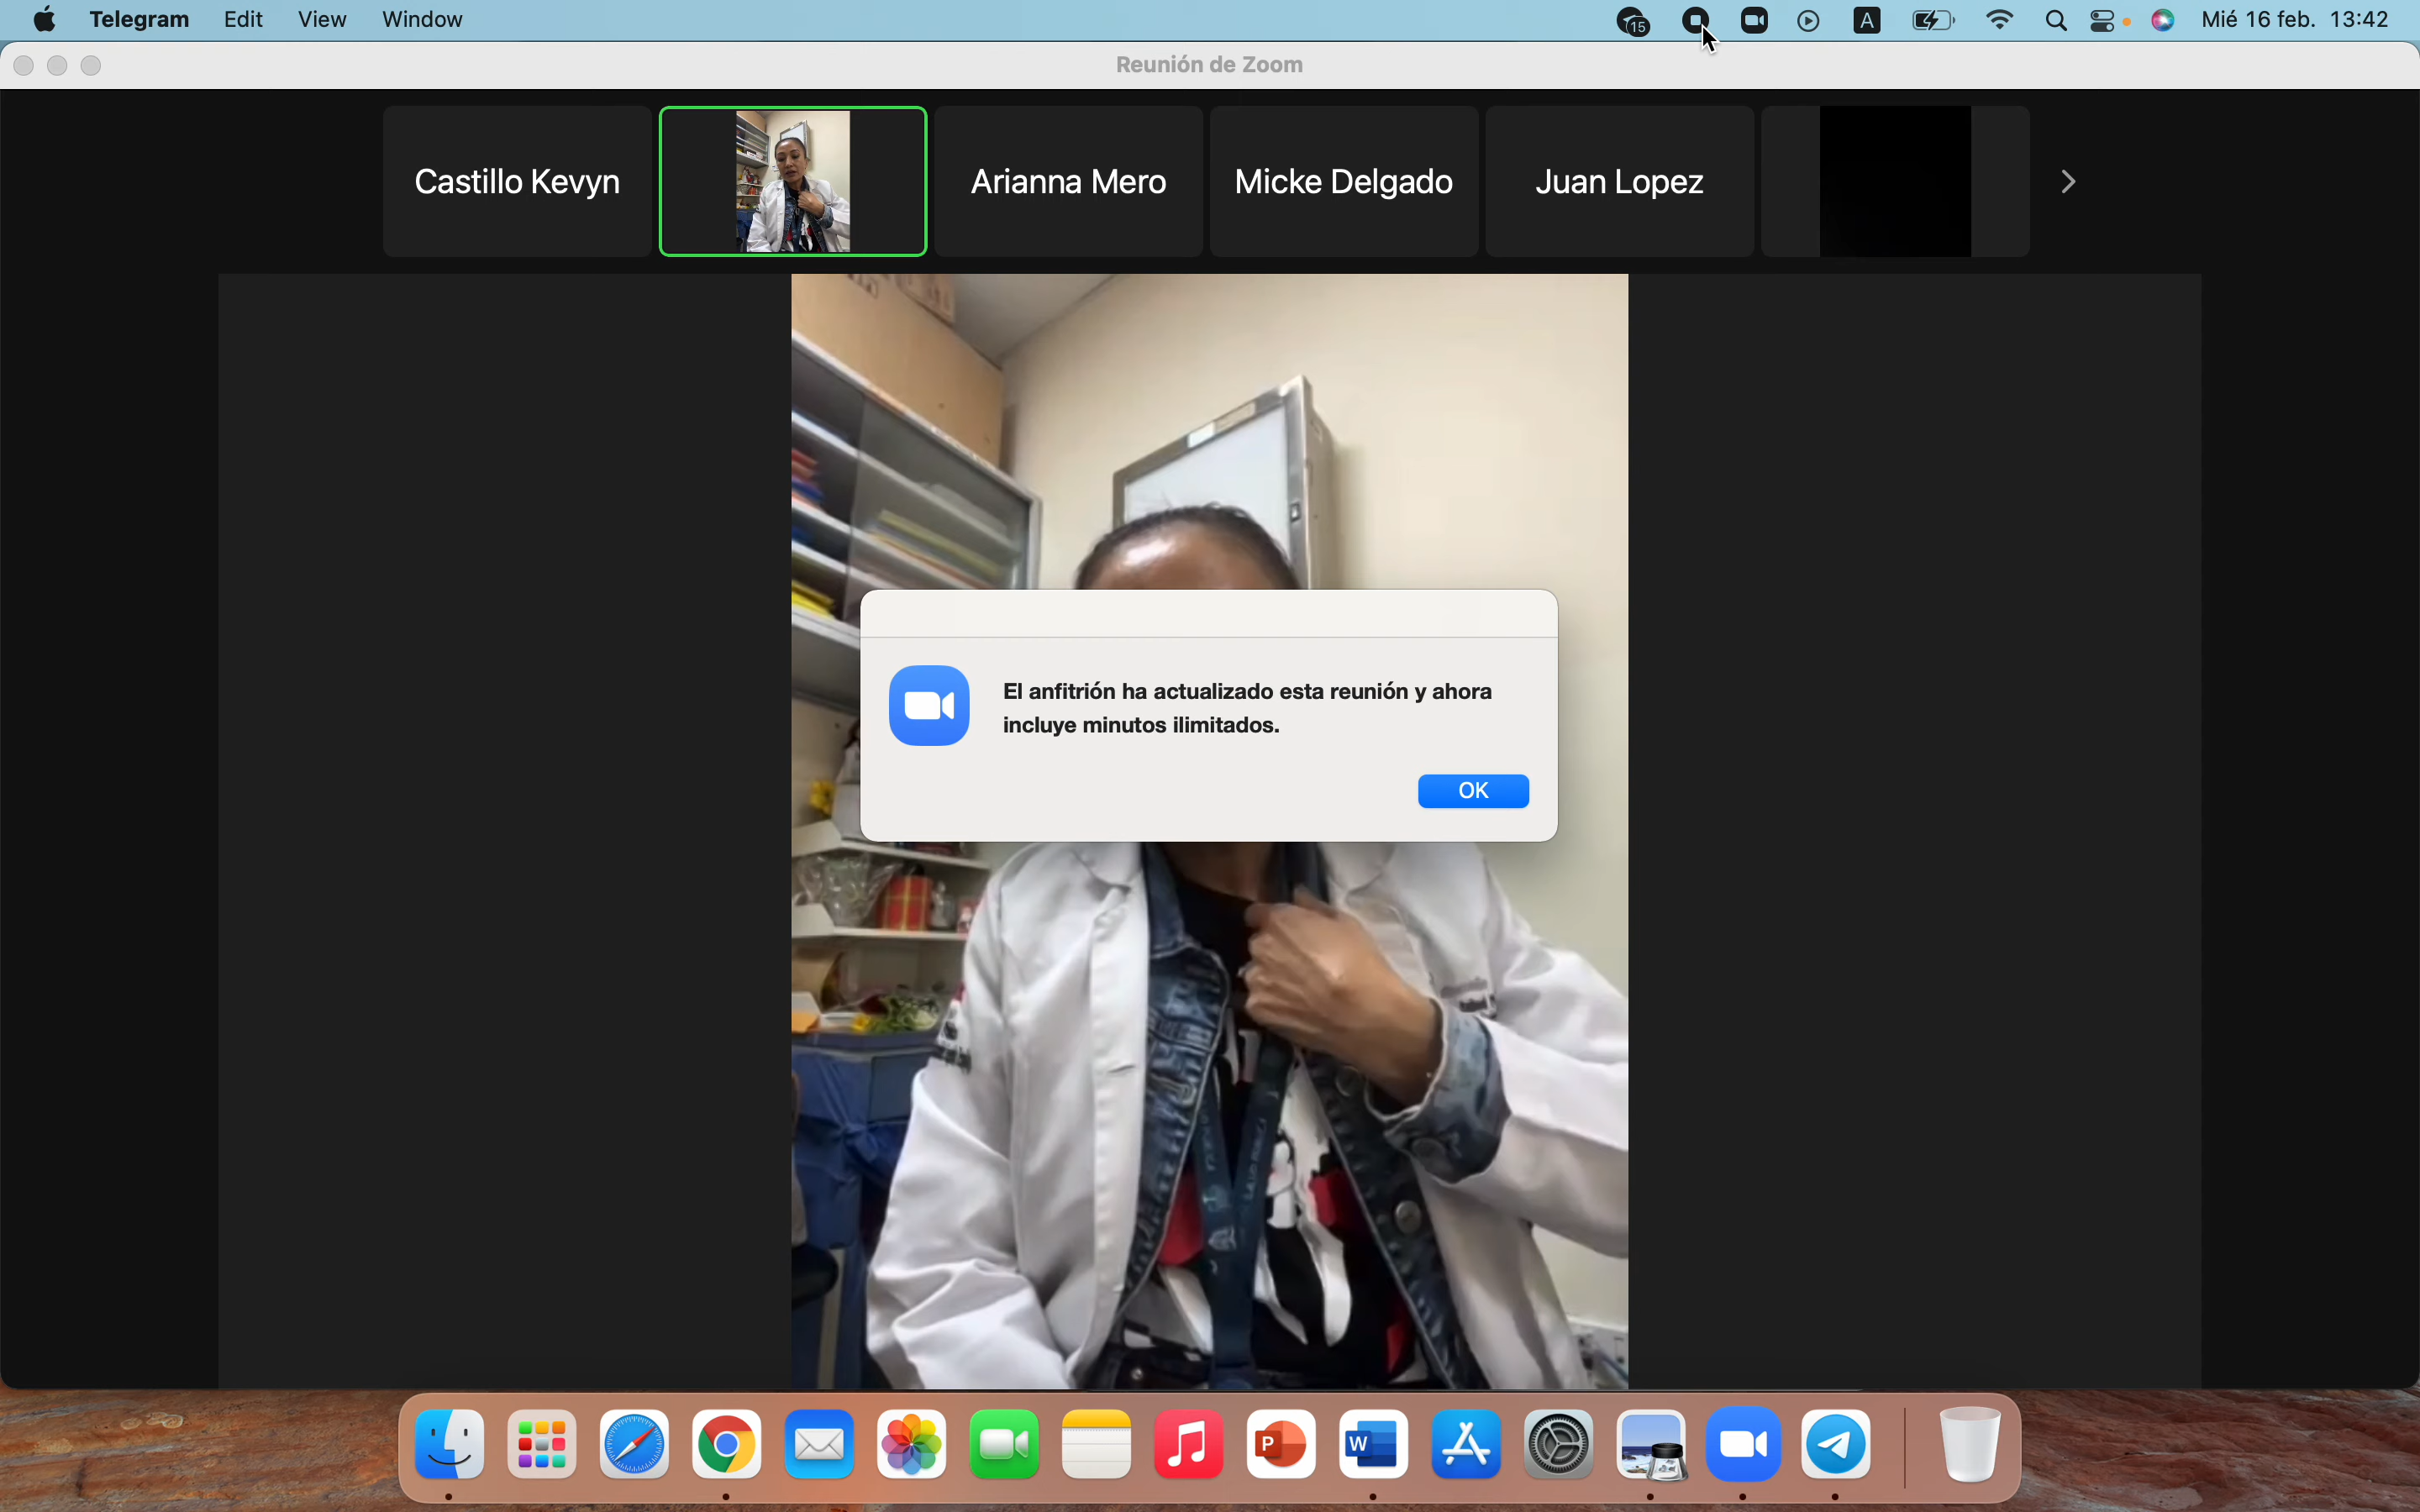 Telegram Edit View Window
15
A
Mié 16 feb. 13:42
Reunión de Zoom
Castillo Kevyn
Arianna Mero
Micke Delgado
Juan Lopez
El anfitrión ha actualizado esta reunión y ahora
incluye minutos ilimitados.
OK
P
W